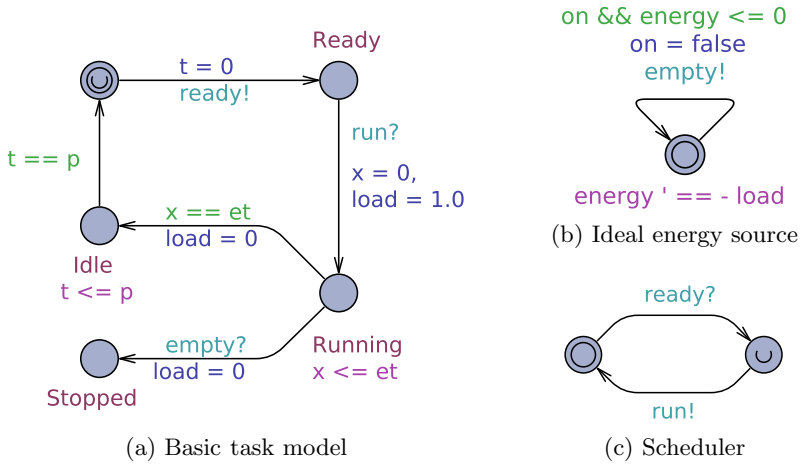 Ready
t = 0
ready!
run?
x = 0,
load = 1.0
t == p
x == et
load = 0
Idle
t <= p
empty?
load = 0
Running
x <= et
Stopped
(a) Basic task model
on && energy <= 0
on = false
empty!
energy ' == - load
(b) Ideal energy source
ready?
run!
(c) Scheduler